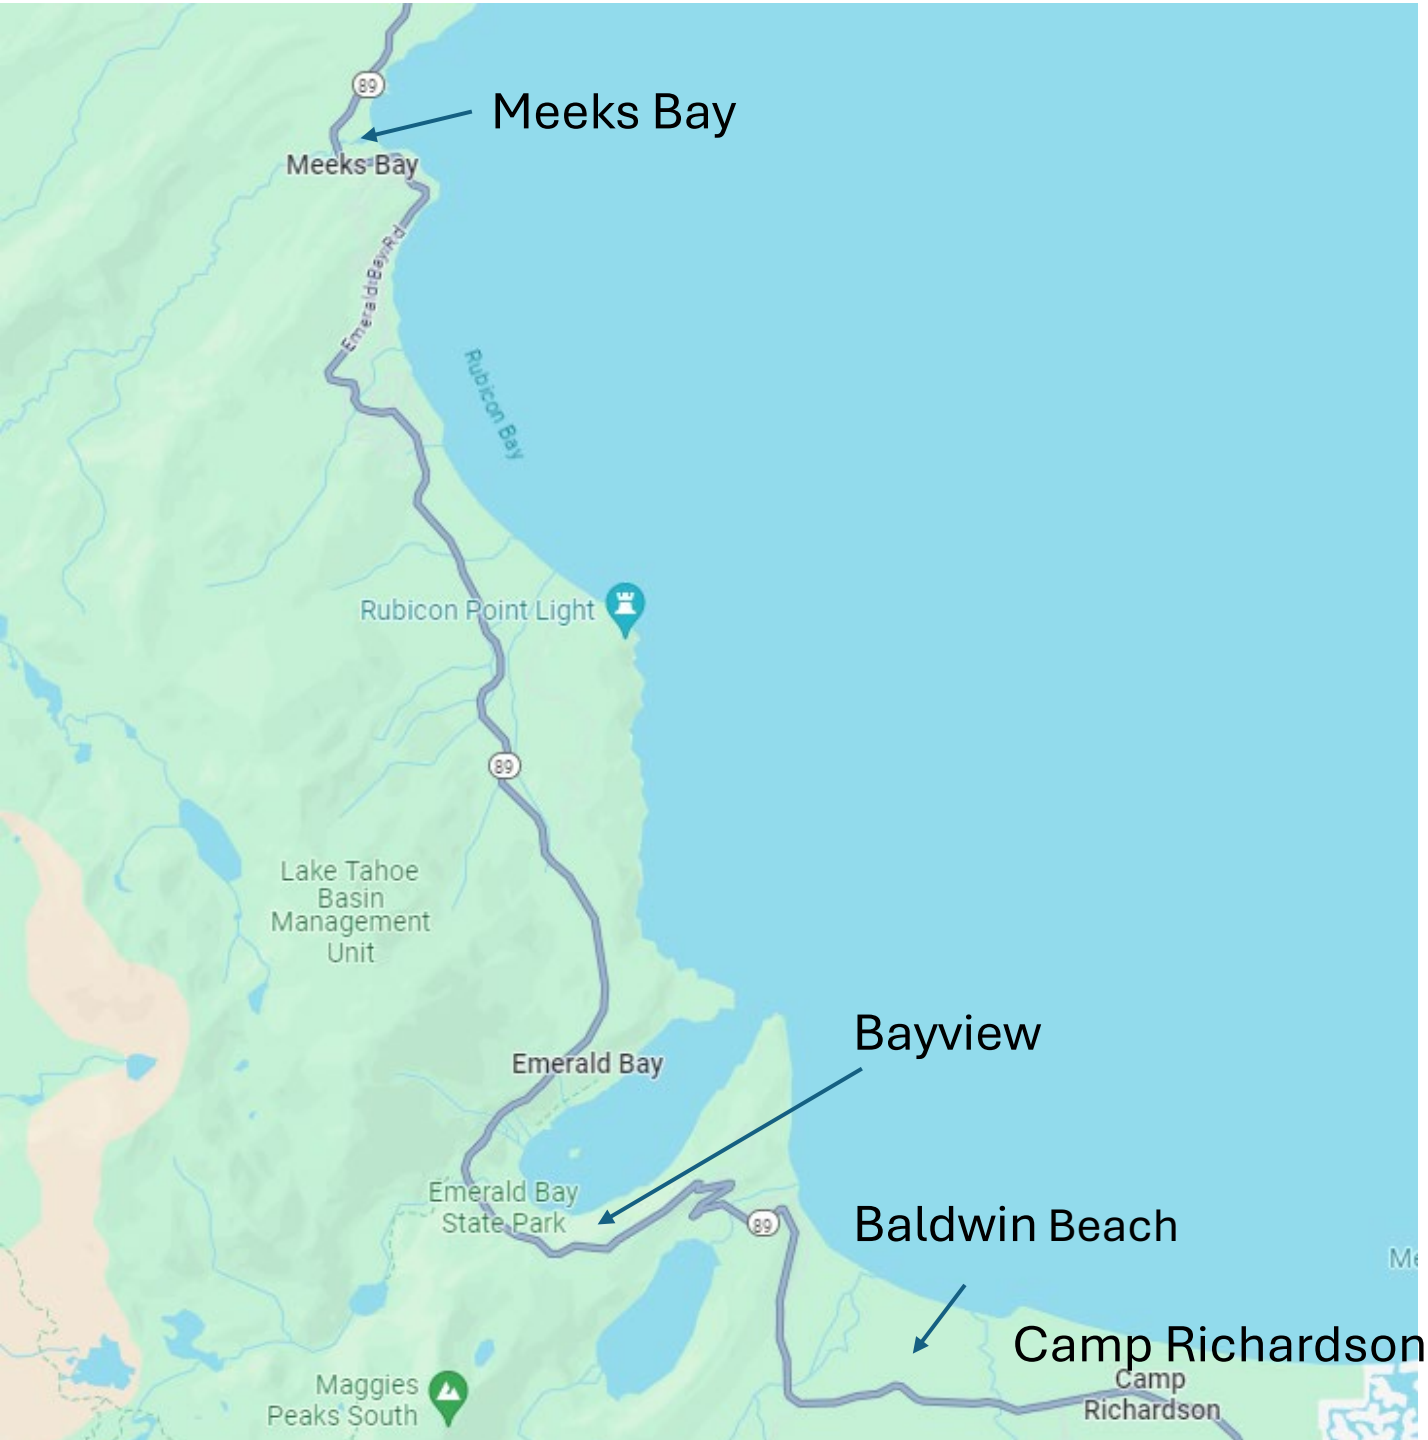 89
Meeks Bay
Meeks Bay
Emerald Bay Rd
Rubicon Bay
Rubicon Point Light
89
Lake Tahoe
Basin
Management
Unit
Bayview
Emerald Bay
Emerald Bay
State Park
89
Baldwin Beach
Camp Richardson
Camp
Richardson
Maggies
Peaks South